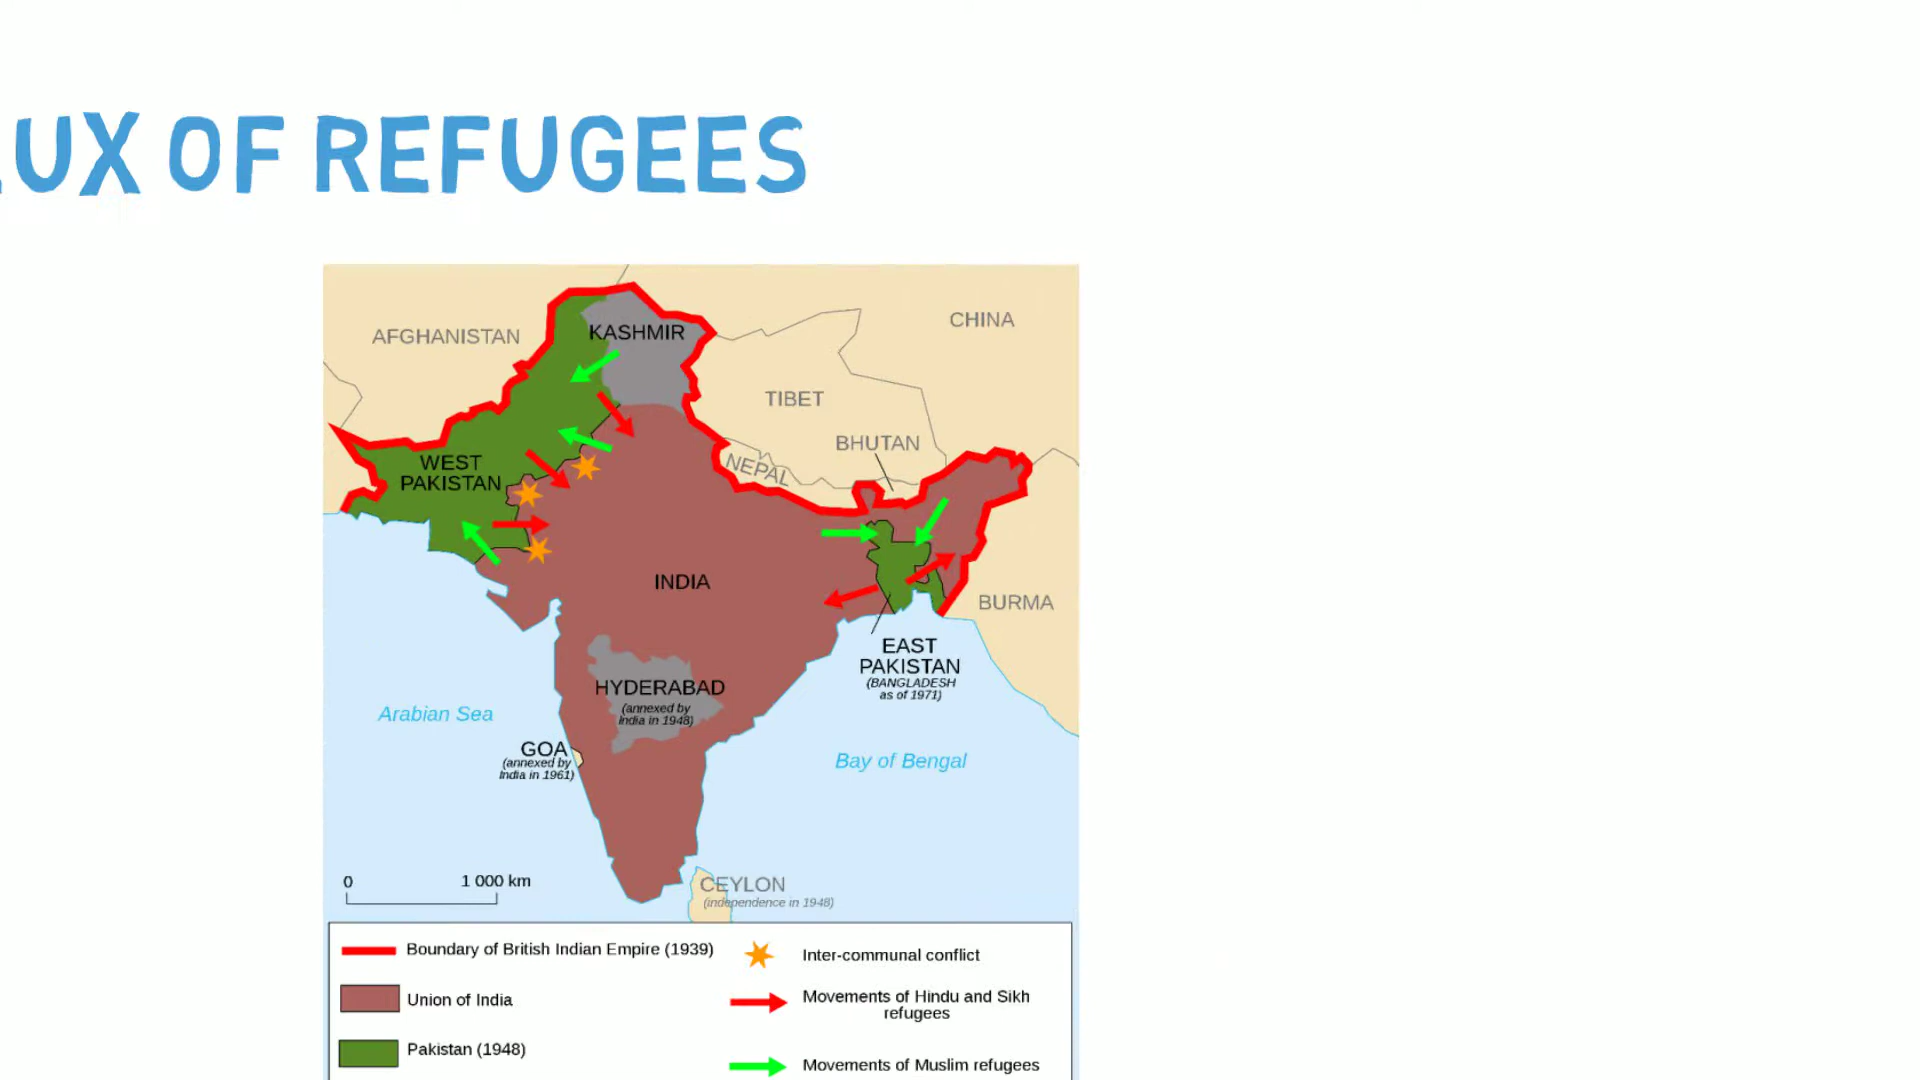 UX OF REFUGEES
AFGHANISTAN
KASHMIR
CHINA
TIBET
BHUTAN
NEPAL
WEST
PAKISTAN
INDIA
BURMA
EAST
PAKISTAN
(BANGLADESH
as of 1971)
HYDERABAD
(annexed by
India in 1948)
Arabian Sea
GOA
(annexed by
India in 1961)
Bay of Bengal
0 1 000 km
CEYLON
(independence in 1948)
Boundary of British Indian Empire (1939)
Union of India
Pakistan (1948)
Inter-communal conflict
Movements of Hindu and Sikh
refugees
Movements of Muslim refugees